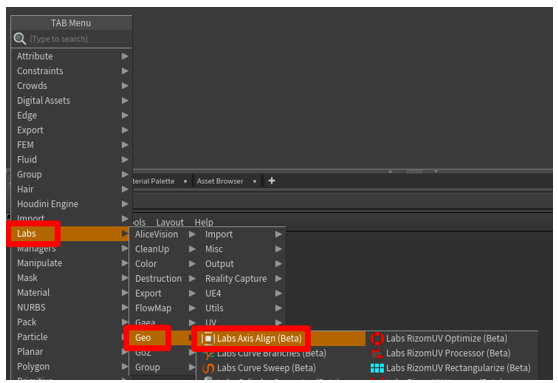 TAB Menu
(Type to search)
Attribute
Constraints
Crowds
Digital Assets
Edge
Export
FEM
Fluid
Group
Hair
Houdini Engine
Import
Labs
Managers
Manipulate
Mask
Material
NURBS
Pack
Particle
Planar
Polygon
Primitive
terial Palette × Asset Browser × +
ols Layout Help
AliceVision
CleanUp
Color
Destruction
Export
FlowMap
Gaea
Geo
GoZ
Group
Import
Misc
Output
Reality Capture
UE4
Utils
UV
Labs Axis Align (Beta)
Labs Curve Branches (Beta)
Labs Curve Sweep (Beta)
Labs RizomUV Optimize (Beta)
Labs RizomUV Processor (Beta)
Labs RizomUV Rectangularize (Beta)